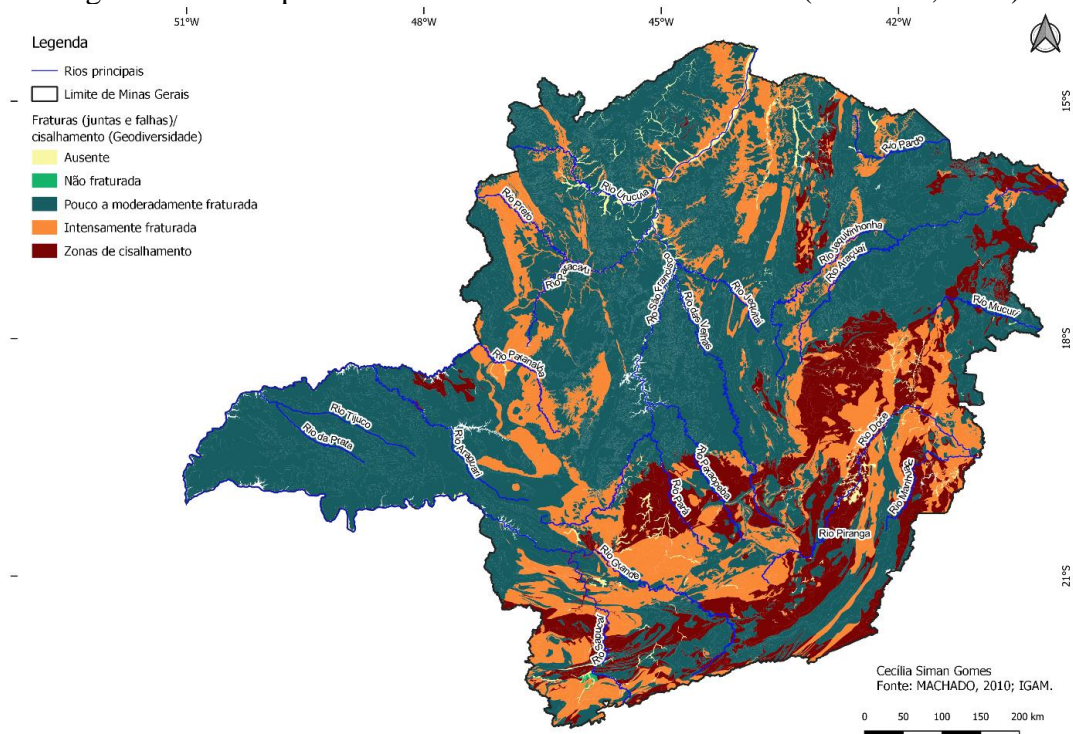 51°W 48°W 45°W 42°W
Legenda
Rios principais
Limite de Minas Gerais
Fraturas (juntas e falhas)/
cisalhamento (Geodiversidade)
Ausente
Não fraturada
Pouco a moderadamente fraturada
Intensamente fraturada
Zonas de cisalhamento
15°S
Rio Pardo
Rio Urucuia
Rio Preto
Rio Jequitinhonha
Rio Araçuaí
Rio Paracatu
Rio São Francisco
Rio das Velhas
Rio Jequitaí
Rio Mucuri
18°S
Rio Paranaíba
Rio Tijuco
Rio da Prata
Rio Araguari
Rio Doce
Rio Paraopeba
Rio Pará
Rio Manhuaçu
Rio Piranga
Rio Grande
21°S
Rio Sapucaí
Cecília Siman Gomes
Fonte: MACHADO, 2010; IGAM.
0 50 100 150 200 km